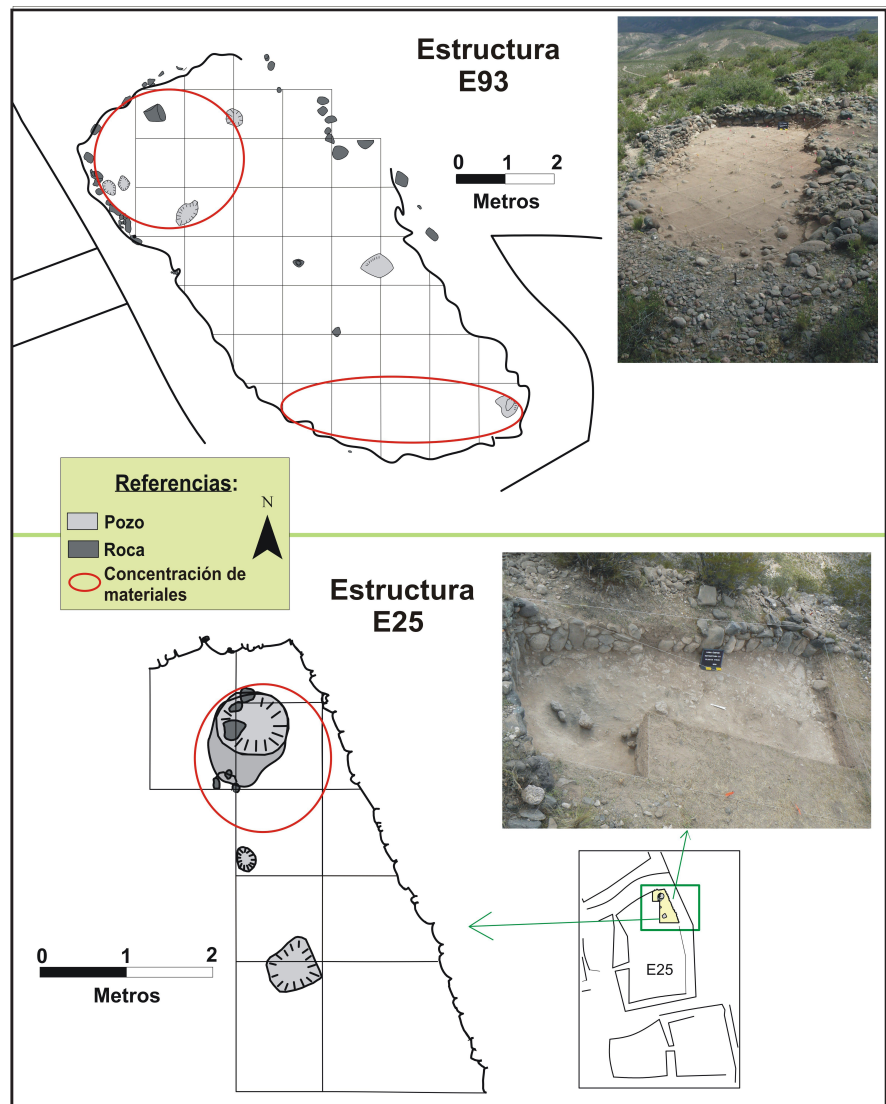 Estructura
E93
0 1 2
Metros
Referencias:
N
Pozo
Roca
Concentración de
materiales
Estructura
E25
0 1 2
Metros
E25